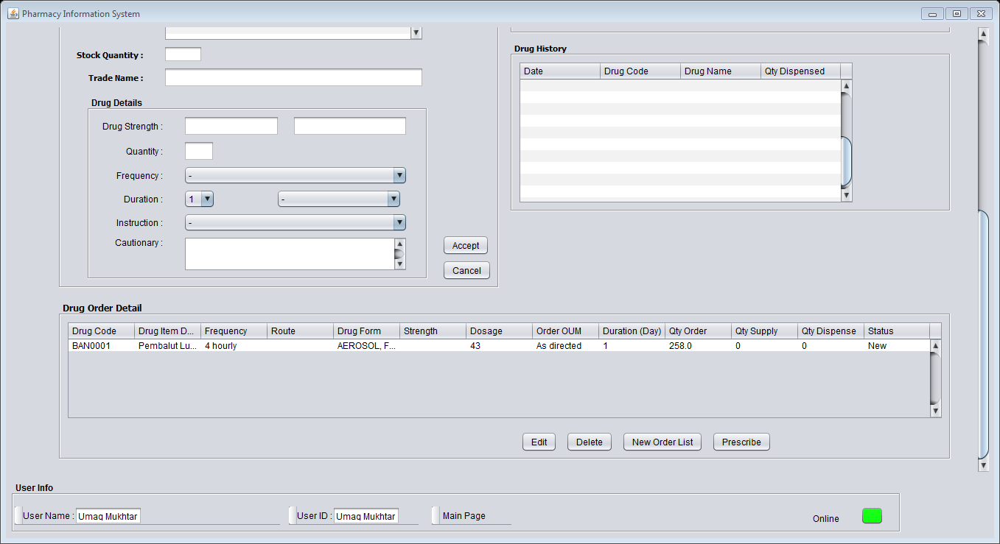 Pharmacy Information System
Stock Quantity :
Trade Name :
Drug Details
Drug Strength :
Quantity :
Frequency : -
Duration : 1 -
Instruction : -
Cautionary :
Accept
Cancel
Drug History
Date Drug Code Drug Name Qty Dispensed
Drug Order Detail
Drug Code Drug Item D... Frequency Route Drug Form Strength Dosage Order OUM Duration (Day) Qty Order Qty Supply Qty Dispense Status
BAN0001 Pembalut Lu... 4 hourly AEROSOL, F... 43 As directed 1 258.0 0 0 New
Edit Delete New Order List Prescribe
User Info
User Name : Umaq Mukhtar User ID : Umaq Mukhtar Main Page Online